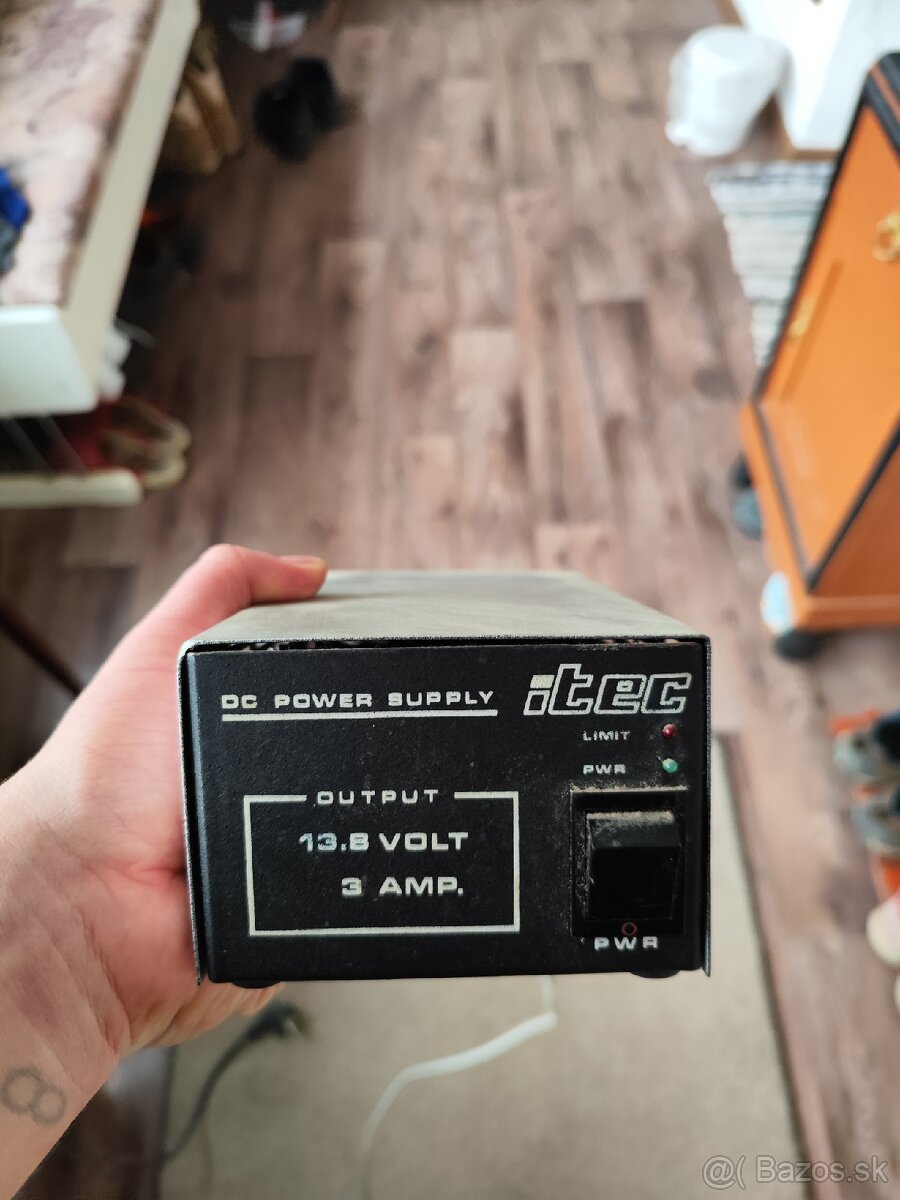 DC POWER SUPPLY
itec
LIMIT
PWR
OUTPUT
13.8 VOLT
3 AMP.
PWR
@( Bazos.sk